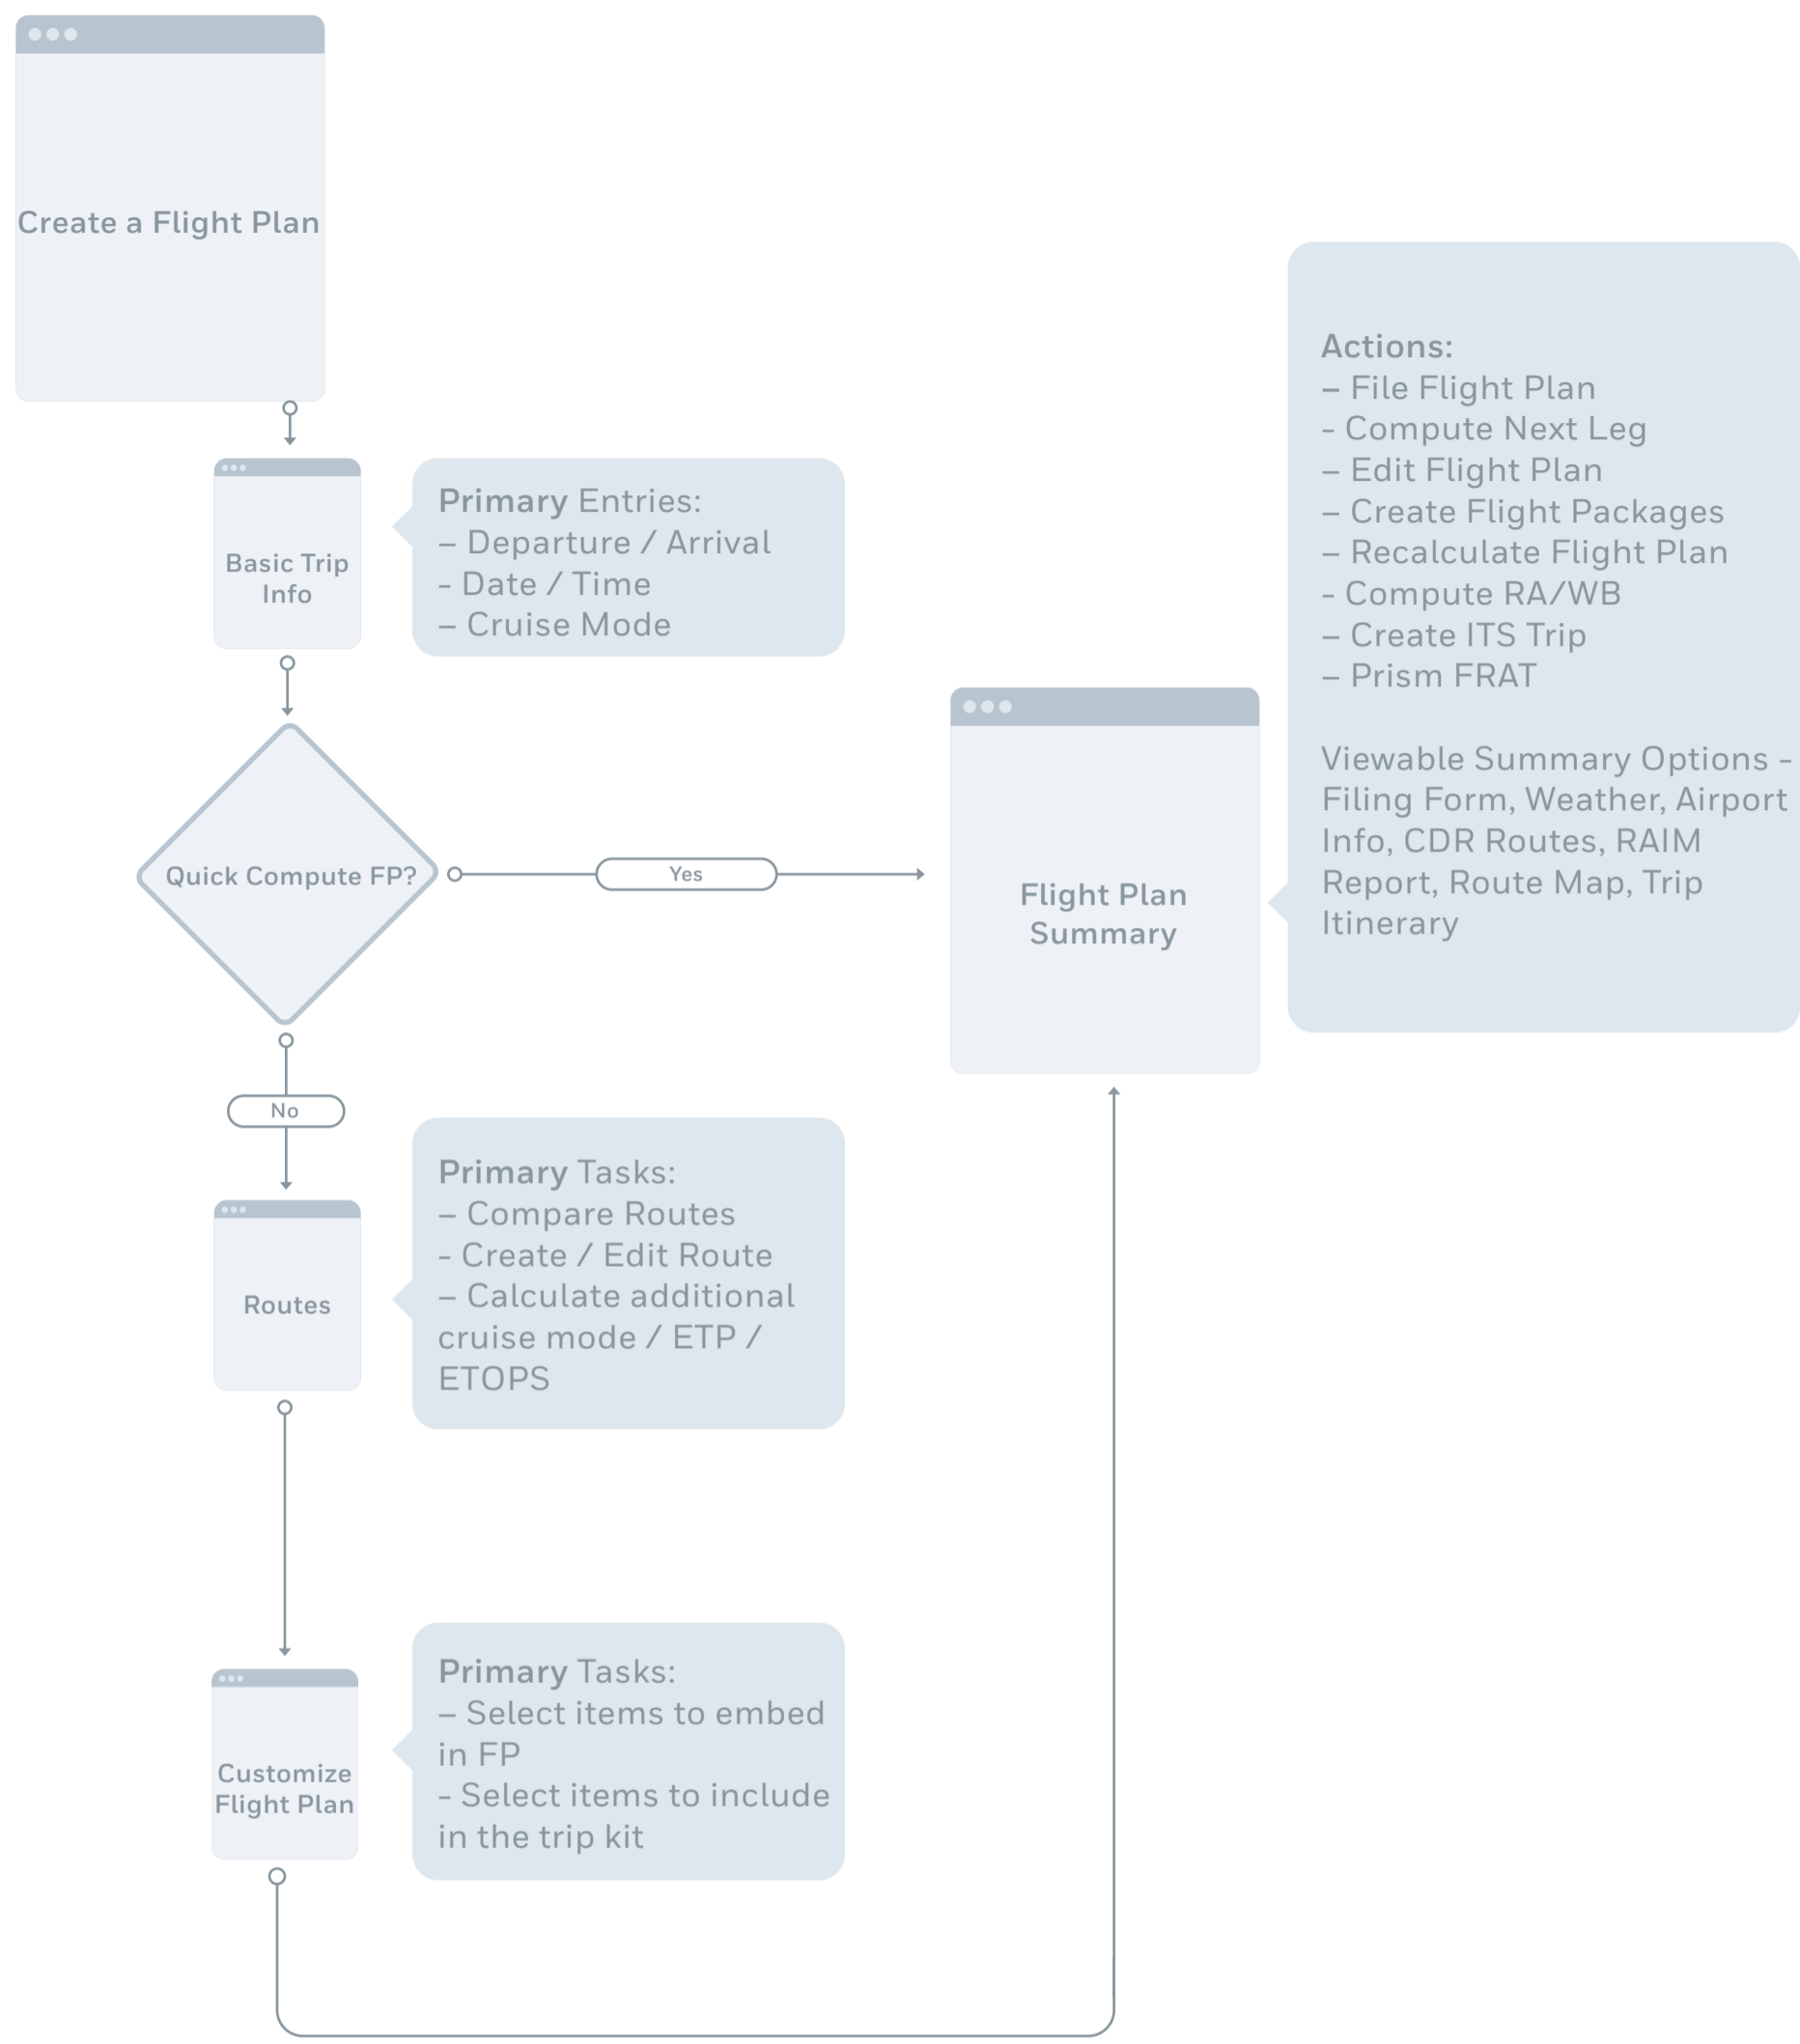 Create a Flight Plan
Basic Trip
Info
Primary Entries:
– Departure / Arrival
- Date / Time
– Cruise Mode
Quick Compute FP?
Yes
Flight Plan
Summary
Actions:
– File Flight Plan
- Compute Next Leg
– Edit Flight Plan
– Create Flight Packages
– Recalculate Flight Plan
- Compute RA/WB
– Create ITS Trip
– Prism FRAT
Viewable Summary Options -
Filing Form, Weather, Airport
Info, CDR Routes, RAIM
Report, Route Map, Trip
Itinerary
No
Routes
Primary Tasks:
– Compare Routes
- Create / Edit Route
– Calculate additional
cruise mode / ETP /
ETOPS
Customize
Flight Plan
Primary Tasks:
– Select items to embed
in FP
- Select items to include
in the trip kit